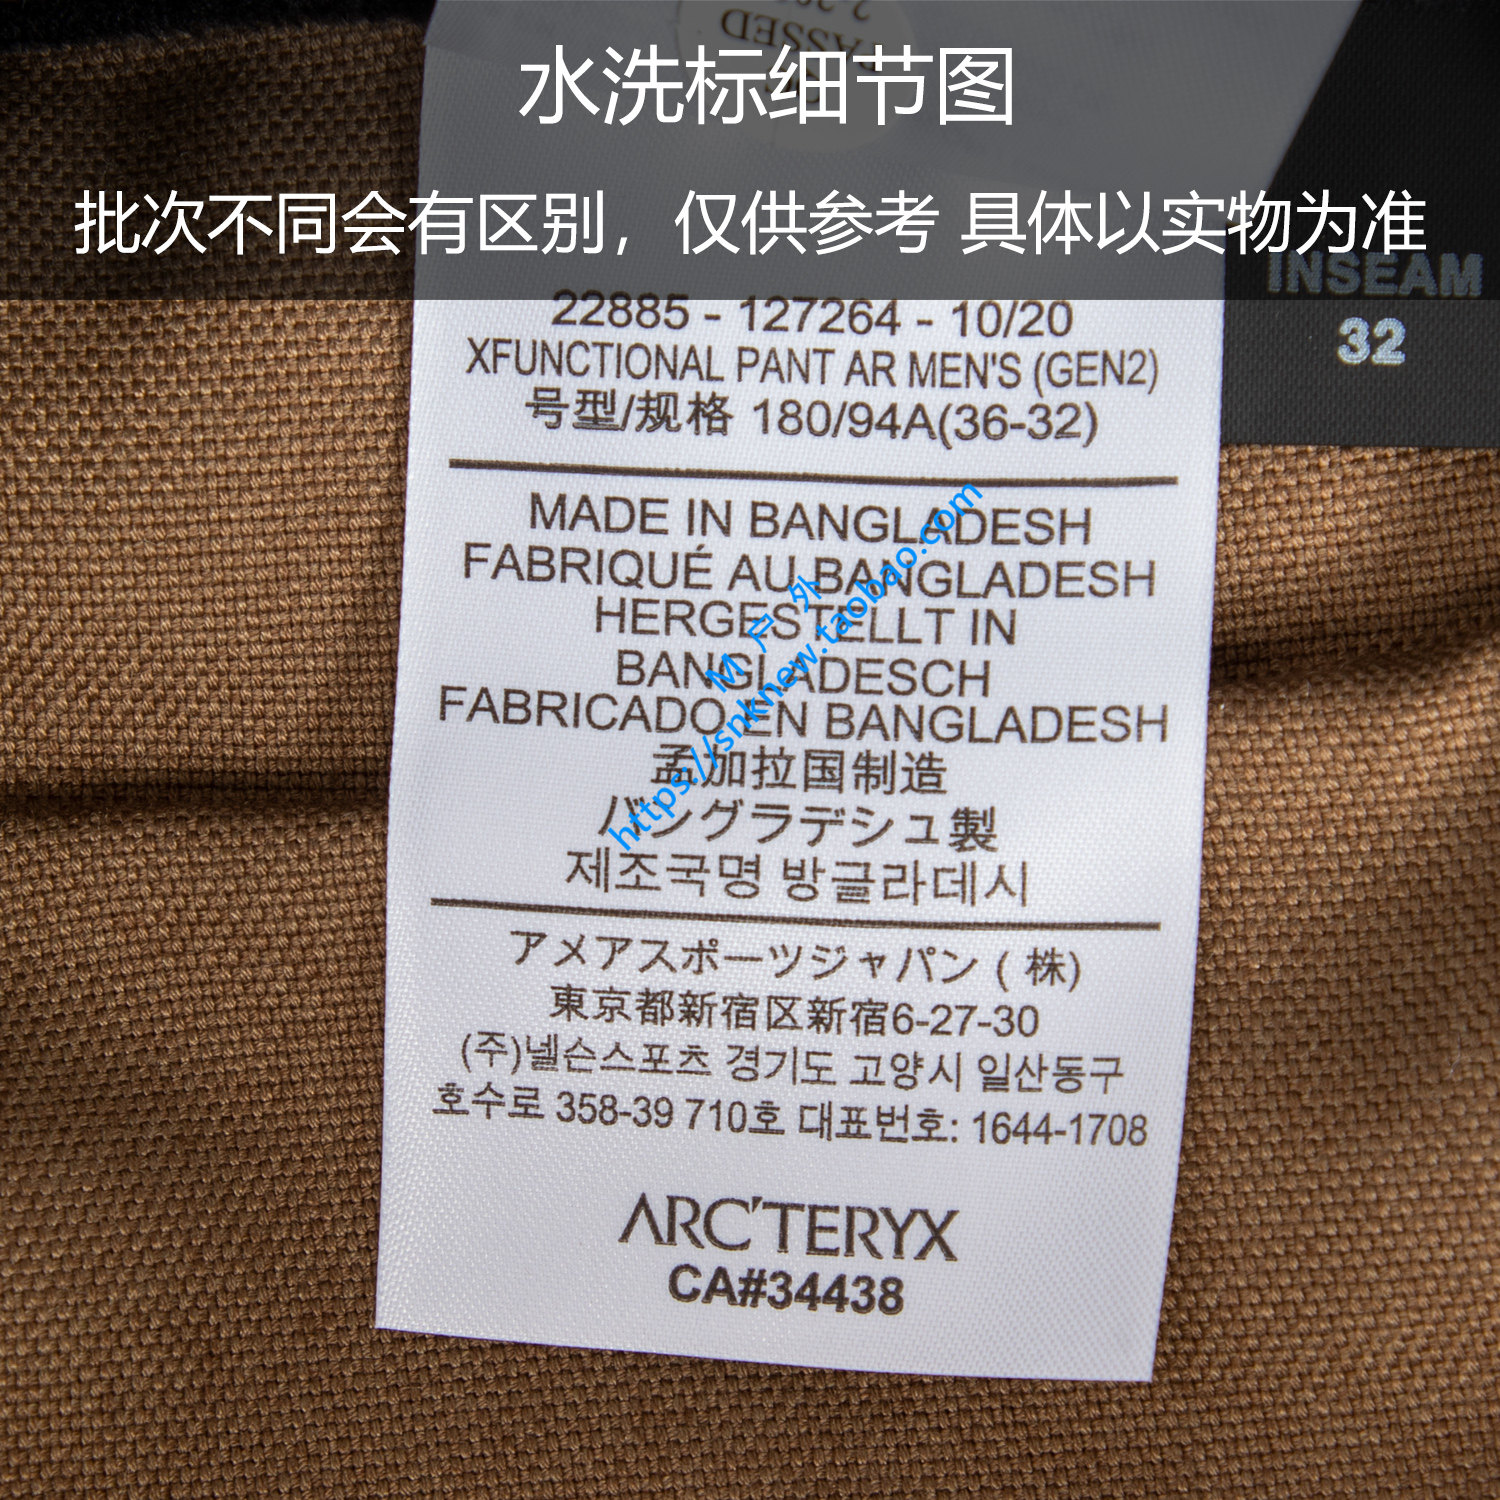 水洗标细节图
批次不同会有区别，仅供参考 具体以实物为准
PASSED
INSEAM
32
22885 - 127264 - 10/20
XFUNCTIONAL PANT AR MEN'S (GEN2)
号型/规格 180/94A(36-32)
MADE IN BANGLADESH
FABRIQUÉ AU BANGLADESH
HERGESTELLT IN
BANGLADESCH
FABRICADO EN BANGLADESH
孟加拉国制造
バングラデシュ製
제조국명 방글라데시
M 户 外
https://snknew.taobao.com
アメアスポーツジャパン ( 株)
東京都新宿区新宿6-27-30
(주)넬슨스포츠 경기도 고양시 일산동구
호수로 358-39 710호 대표번호: 1644-1708
ARC'TERYX
CA#34438